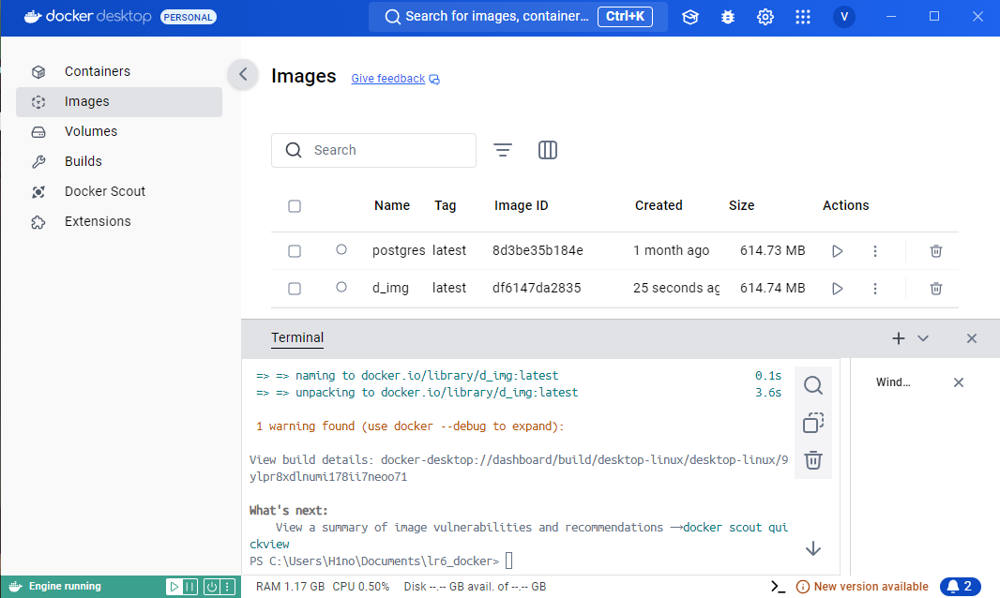 docker desktop PERSONAL Search for images, container... Ctrl+K V
Containers
Images
Volumes
Builds
Docker Scout
Extensions
Images Give feedback
Search
Name Tag Image ID Created Size Actions
postgres latest 8d3be35b184e 1 month ago 614.73 MB
d_img latest df6147da2835 25 seconds ag 614.74 MB
Terminal
=> => naming to docker.io/library/d_img:latest 0.1s
=> => unpacking to docker.io/library/d_img:latest 3.6s
1 warning found (use docker --debug to expand):
View build details: docker-desktop://dashboard/build/desktop-linux/desktop-linux/9
ylpr8xdlnumi178ii7neoo71
What's next:
View a summary of image vulnerabilities and recommendations → docker scout qui
ckview
PS C:\Users\H1no\Documents\lr6_docker>
Wind...
Engine running RAM 1.17 GB CPU 0.50% Disk --.-- GB avail. of --.-- GB New version available 2